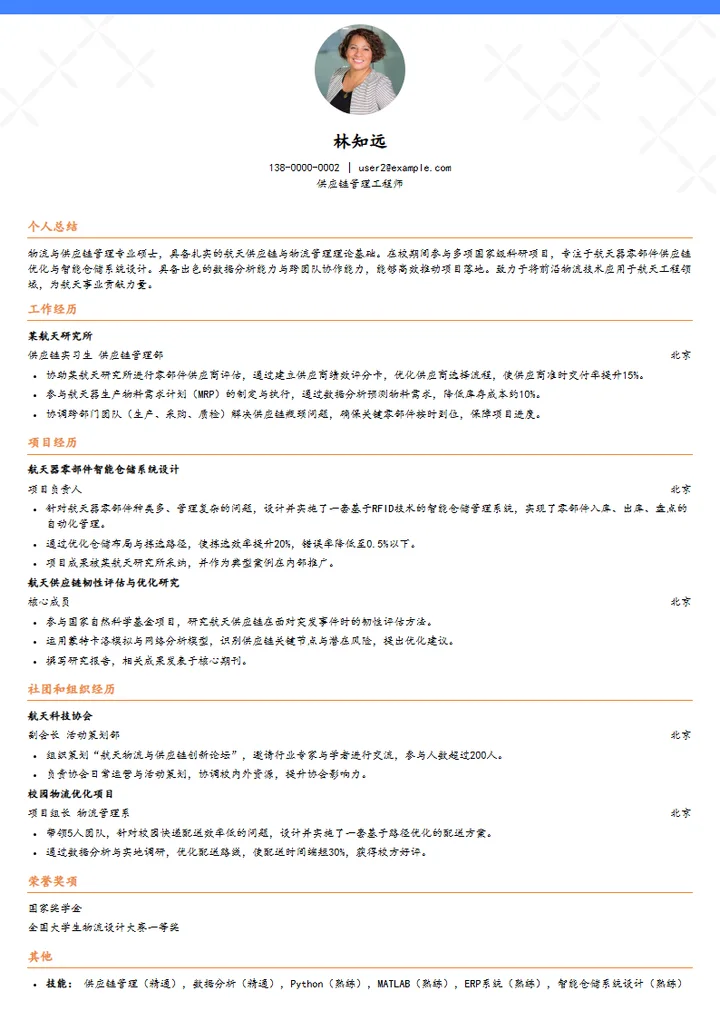 林知远
138-0000-0002 | user2@example.com
供应链管理工程师
个人总结
物流与供应链管理专业硕士，具备扎实的航天供应链与物流管理理论基础。在校期间参与多项国家级科研项目，专注于航天器零部件供应链
优化与智能仓储系统设计。具备出色的数据分析能力与跨团队协作能力，能够高效推动项目落地。致力于将前沿物流技术应用于航天工程领
域，为航天事业贡献力量。
工作经历
某航天研究所
供应链实习生 供应链管理部 北京
• 协助某航天研究所进行零部件供应商评估，通过建立供应商绩效评分卡，优化供应商选择流程，使供应商准时交付率提升15%。
• 参与航天器生产物料需求计划（MRP）的制定与执行，通过数据分析预测物料需求，降低库存成本约10%。
• 协调跨部门团队（生产、采购、质检）解决供应链瓶颈问题，确保关键零部件按时到位，保障项目进度。
项目经历
航天器零部件智能仓储系统设计
项目负责人 北京
• 针对航天器零部件种类多、管理复杂的问题，设计并实施了一套基于RFID技术的智能仓储管理系统，实现了零部件入库、出库、盘点的
自动化管理。
• 通过优化仓储布局与拣选路径，使拣选效率提升20%，错误率降低至0.5%以下。
• 项目成果被某航天研究所采纳，并作为典型案例在内部推广。
航天供应链韧性评估与优化研究
核心成员 北京
• 参与国家自然科学基金项目，研究航天供应链在面对突发事件时的韧性评估方法。
• 运用蒙特卡洛模拟与网络分析模型，识别供应链关键节点与潜在风险，提出优化建议。
• 撰写研究报告，相关成果发表于核心期刊。
社团和组织经历
航天科技协会
副会长 活动策划部 北京
• 组织策划“航天物流与供应链创新论坛”，邀请行业专家与学者进行交流，参与人数超过200人。
• 负责协会日常运营与活动策划，协调校内外资源，提升协会影响力。
校园物流优化项目
项目组长 物流管理系 北京
• 带领5人团队，针对校园快递配送效率低的问题，设计并实施了一套基于路径优化的配送方案。
• 通过数据分析与实地调研，优化配送路线，使配送时间缩短30%，获得校方好评。
荣誉奖项
国家奖学金
全国大学生物流设计大赛一等奖
其他
• 技能： 供应链管理（精通），数据分析（精通），Python（熟练），MATLAB（熟练），ERP系统（熟练），智能仓储系统设计（熟练）